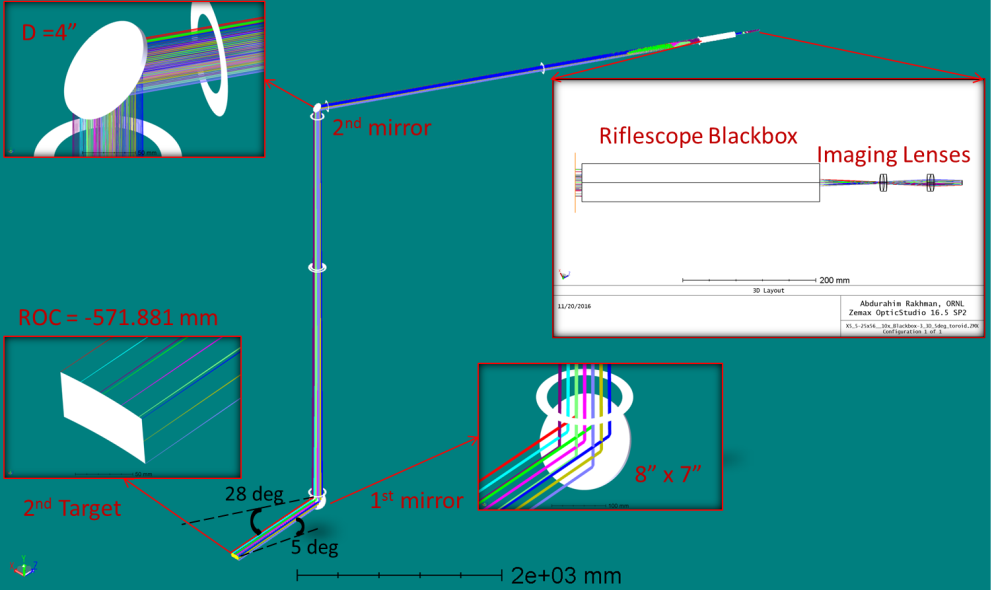 D =4”
2nd mirror
Riflescope Blackbox
Imaging Lenses
200 mm
3D Layout
11/20/2016
Abdurahim Rakhman, ORNL
Zemax OpticStudio 16.5 SP2
Configuration 1 of 1
ROC = -571.881 mm
2nd Target
28 deg
5 deg
1st mirror
8” x 7”
2e+03 mm
X
Y
Z